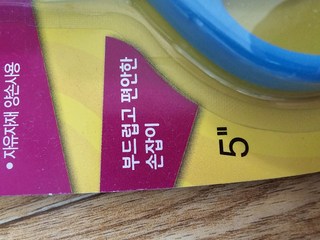 • 자유자재 양손사용
부드럽고 편안한
손잡이
5"